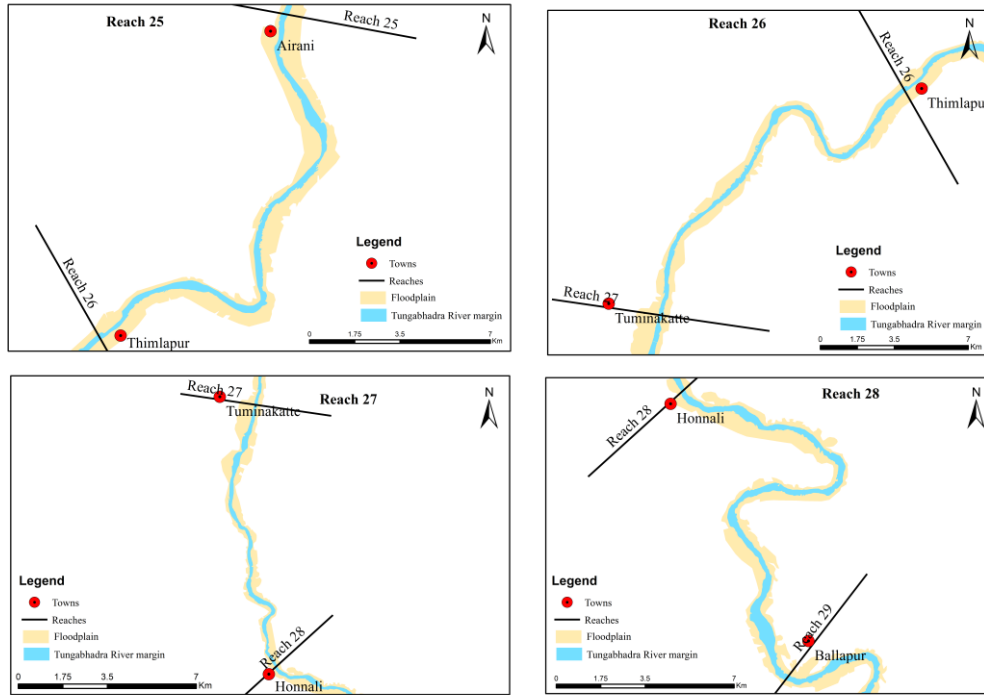 Reach 25
Reach 25
N
Airani
Reach 26
Thimlapur
Legend
Towns
Reaches
Floodplain
Tungabhadra River margin
0 1.75 3.5 7
Km
Reach 26
Reach 26
N
Thimlapur
Reach 27
Tuminakatte
Legend
Towns
Reaches
Floodplain
Tungabhadra River margin
0 1.75 3.5 7
Km
Reach 27
Reach 27
N
Tuminakatte
Reach 28
Honnali
Legend
Towns
Reaches
Floodplain
Tungabhadra River margin
0 1.75 3.5 7
Km
Reach 28
Reach 28
N
Honnali
Reach 29
Ballapur
Legend
Towns
Reaches
Floodplain
Tungabhadra River margin
0 1.75 3.5 7
Km